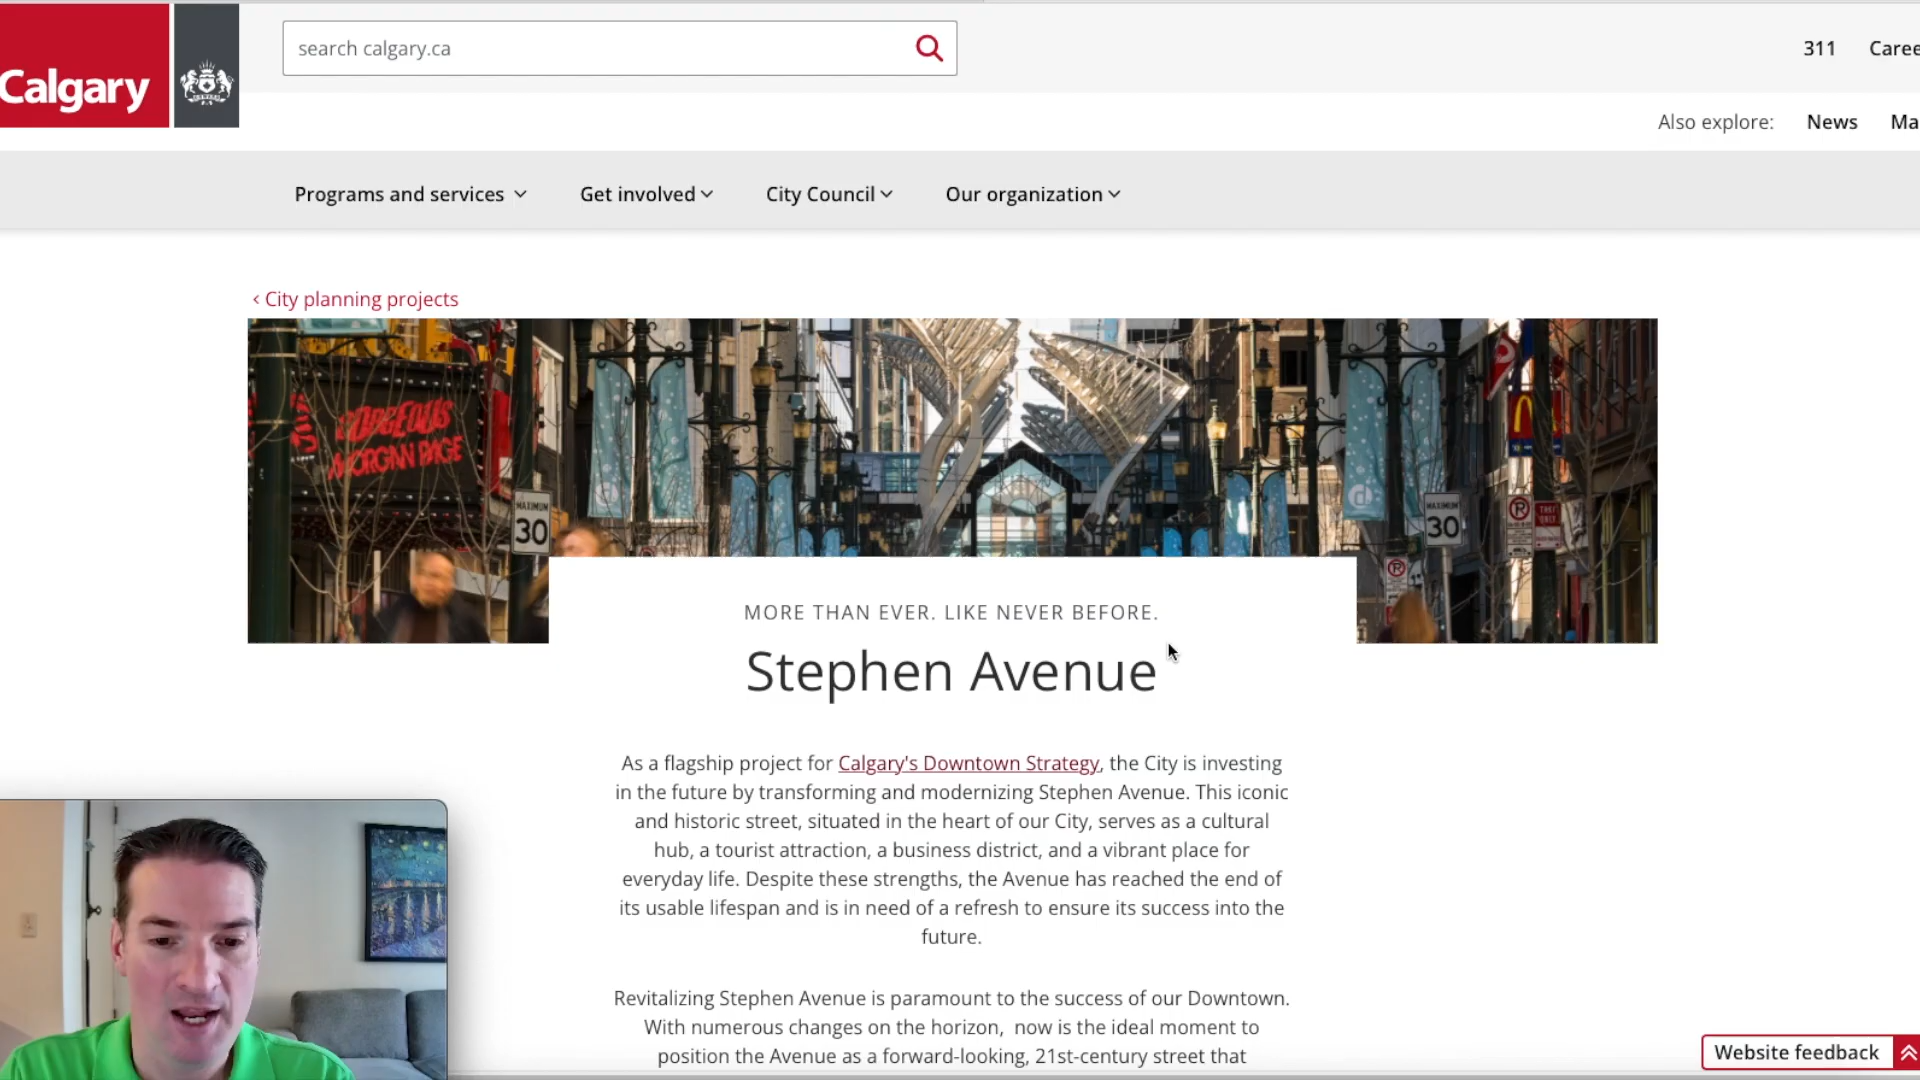 Calgary
search calgary.ca
311 Caree
Also explore: News Ma
Programs and services Get involved City Council Our organization
City planning projects
MORGAN PAGE
MAXIMUM
30
MAXIMUM
30
MORE THAN EVER. LIKE NEVER BEFORE.
Stephen Avenue
As a flagship project for Calgary's Downtown Strategy, the City is investing
in the future by transforming and modernizing Stephen Avenue. This iconic
and historic street, situated in the heart of our City, serves as a cultural
hub, a tourist attraction, a business district, and a vibrant place for
everyday life. Despite these strengths, the Avenue has reached the end of
its usable lifespan and is in need of a refresh to ensure its success into the
future.
Revitalizing Stephen Avenue is paramount to the success of our Downtown.
With numerous changes on the horizon,  now is the ideal moment to
position the Avenue as a forward-looking, 21st-century street that
Website feedback